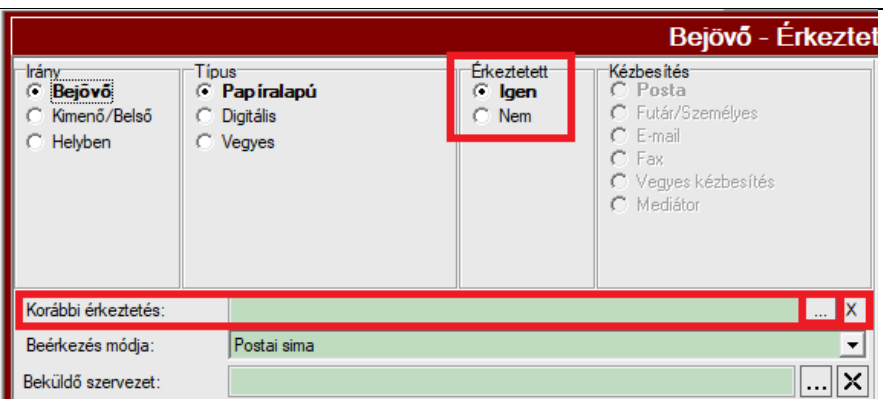 Bejövő - Érkeztet
Irány
Bejövő
Kimenő/Belső
Helyben
Típus
Papíralapú
Digitális
Vegyes
Érkeztetett
Igen
Nem
Kézbesítés
Posta
Futár/Személyes
E-mail
Fax
Vegyes kézbesítés
Mediátor
Korábbi érkeztetés: ... X
Beérkezés módja: Postai sima
Beküldő szervezet: ... X